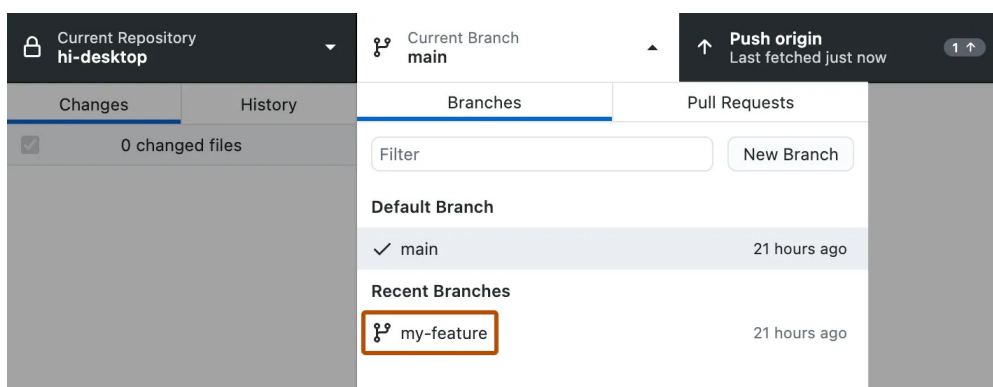 Current Repository
hi-desktop
Current Branch
main
Push origin
Last fetched just now
1 ↑
Changes
History
0 changed files
Branches
Pull Requests
Filter
New Branch
Default Branch
main 21 hours ago
Recent Branches
my-feature 21 hours ago